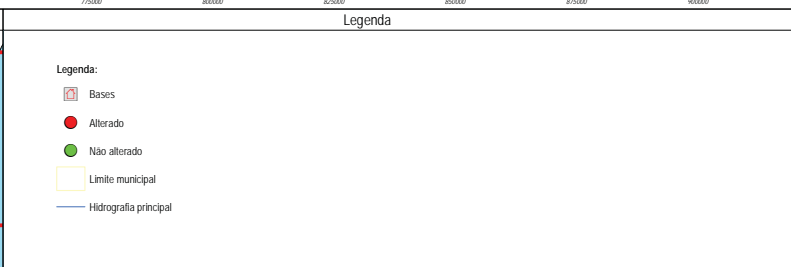 775000 800000 825000 850000 875000 900000
Legenda
Legenda:
Bases
Alterado
Não alterado
Limite municipal
Hidrografia principal